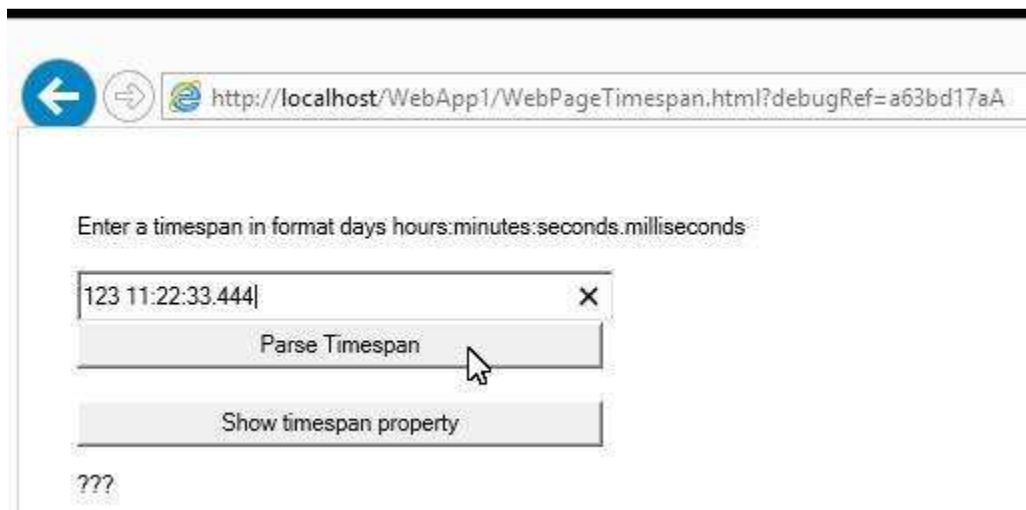 http://localhost/WebApp1/WebPageTimespan.html?debugRef=a63bd17aA
Enter a timespan in format days hours:minutes:seconds.milliseconds
123 11:22:33.444
Parse Timespan
Show timespan property
???